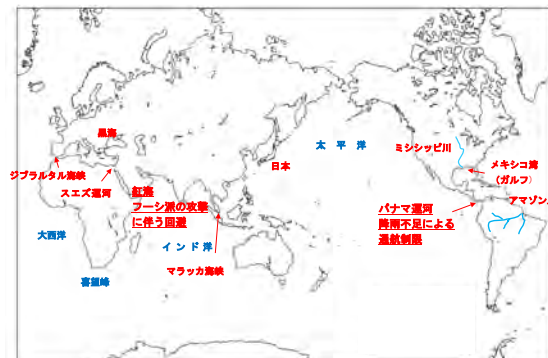 太 平 洋
黒海
ミシシッピ川
日本
メキシコ湾
(ガルフ)
ジブラルタル海峡
スエズ運河
紅海
フーシ派の攻撃
に伴う回避
アマゾン川
パナマ運河
降雨不足による
通航制限
大西洋
イ ン ド 洋
マラッカ海峡
喜望峰